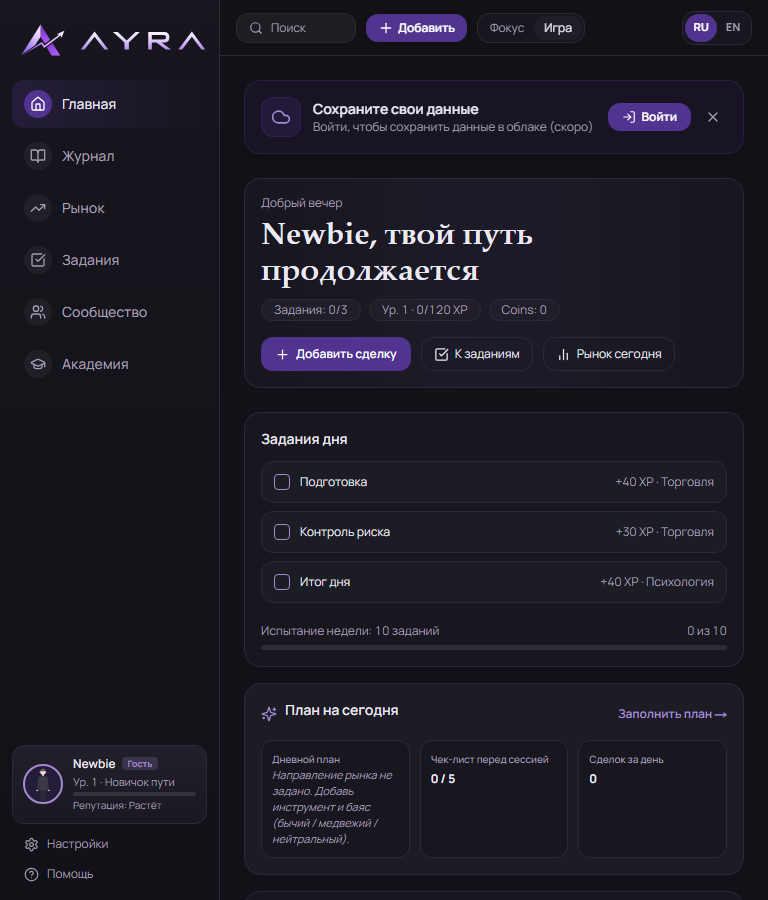 AYRA
Поиск
Добавить
Фокус
Игра
RU
EN
Главная
Журнал
Рынок
Задания
Сообщество
Академия
Сохраните свои данные
Войти, чтобы сохранить данные в облаке (скоро)
Войти
Добрый вечер
Newbie, твой путь
продолжается
Задания: 0/3
Ур. 1 · 0/120 XP
Coins: 0
Добавить сделку
К заданиям
Рынок сегодня
Задания дня
Подготовка
+40 XP · Торговля
Контроль риска
+30 XP · Торговля
Итог дня
+40 XP · Психология
Испытание недели: 10 заданий
0 из 10
План на сегодня
Заполнить план →
Дневной план
Направление рынка не
задано. Добавь
инструмент и баяс
(бычий / медвежий /
нейтральный).
Чек-лист перед сессией
0 / 5
Сделок за день
0
Newbie
Гость
Ур. 1 · Новичок пути
Репутация: Растёт
Настройки
Помощь